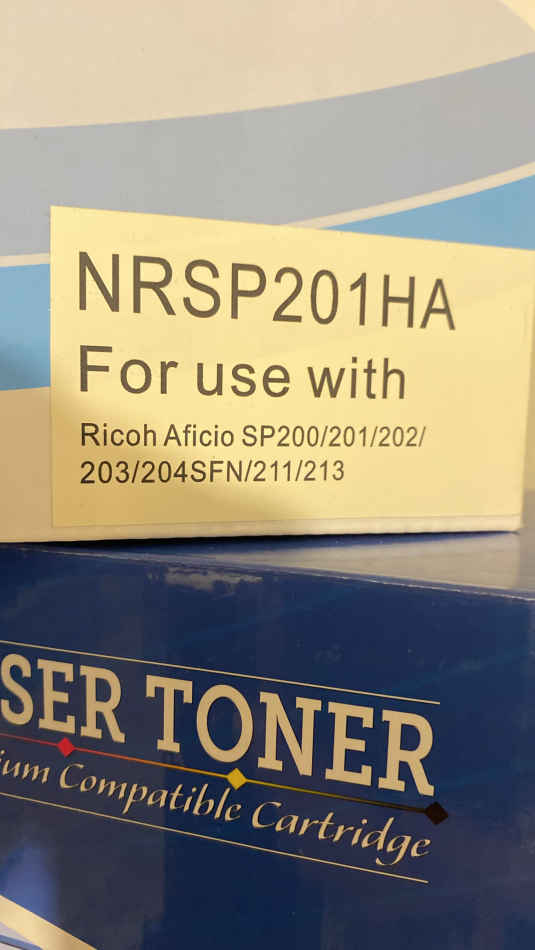 NRSP201HA
For use with
Ricoh Aficio SP200/201/202/
203/204SFN/211/213
SER TONER
ium Compatible Cartridge